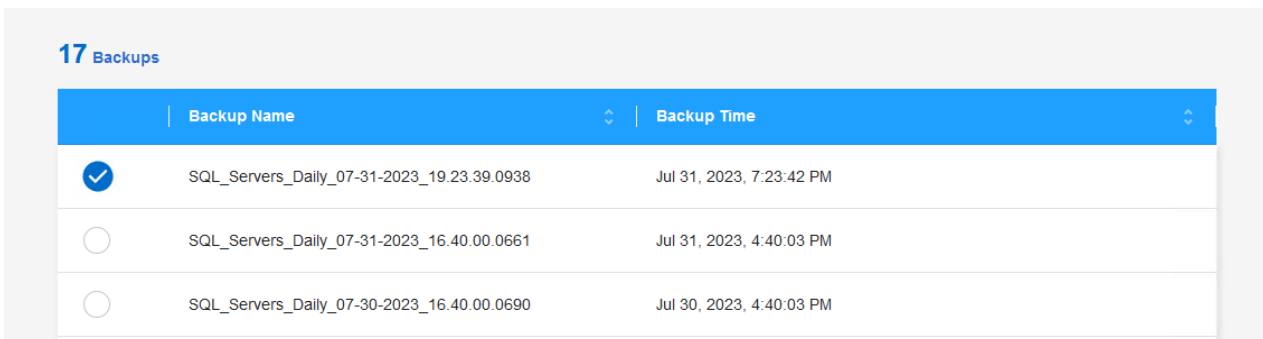 17 Backups
Backup Name Backup Time
SQL_Servers_Daily_07-31-2023_19.23.39.0938 Jul 31, 2023, 7:23:42 PM
SQL_Servers_Daily_07-31-2023_16.40.00.0661 Jul 31, 2023, 4:40:03 PM
SQL_Servers_Daily_07-30-2023_16.40.00.0690 Jul 30, 2023, 4:40:03 PM